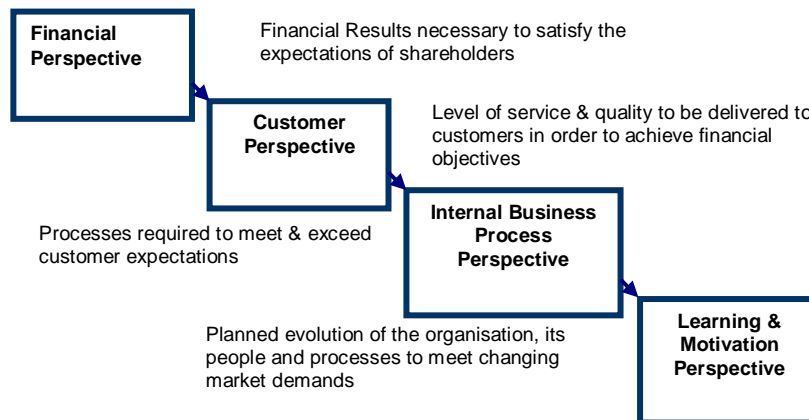 Financial
Perspective
Financial Results necessary to satisfy the
expectations of shareholders
Customer
Perspective
Level of service & quality to be delivered to
customers in order to achieve financial
objectives
Internal Business
Process
Perspective
Processes required to meet & exceed
customer expectations
Learning &
Motivation
Perspective
Planned evolution of the organisation, its
people and processes to meet changing
market demands